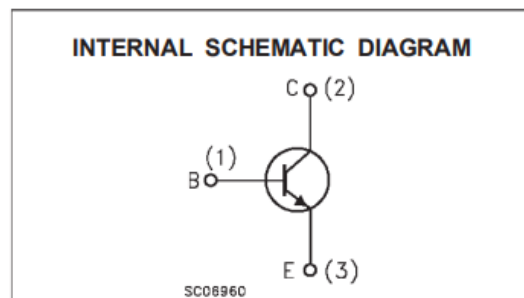 INTERNAL SCHEMATIC DIAGRAM
C (2)
(1)
B
E (3)
SC06960